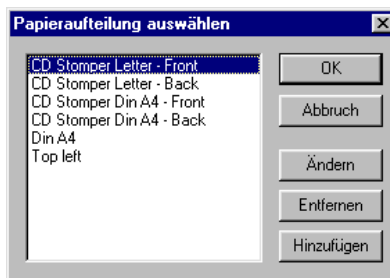 Papieraufteilung auswählen
CD Stomper Letter - Front
CD Stomper Letter - Back
CD Stomper Din A4 - Front
CD Stomper Din A4 - Back
Din A4
Top left
OK
Abbruch
Ändern
Entfernen
Hinzufügen